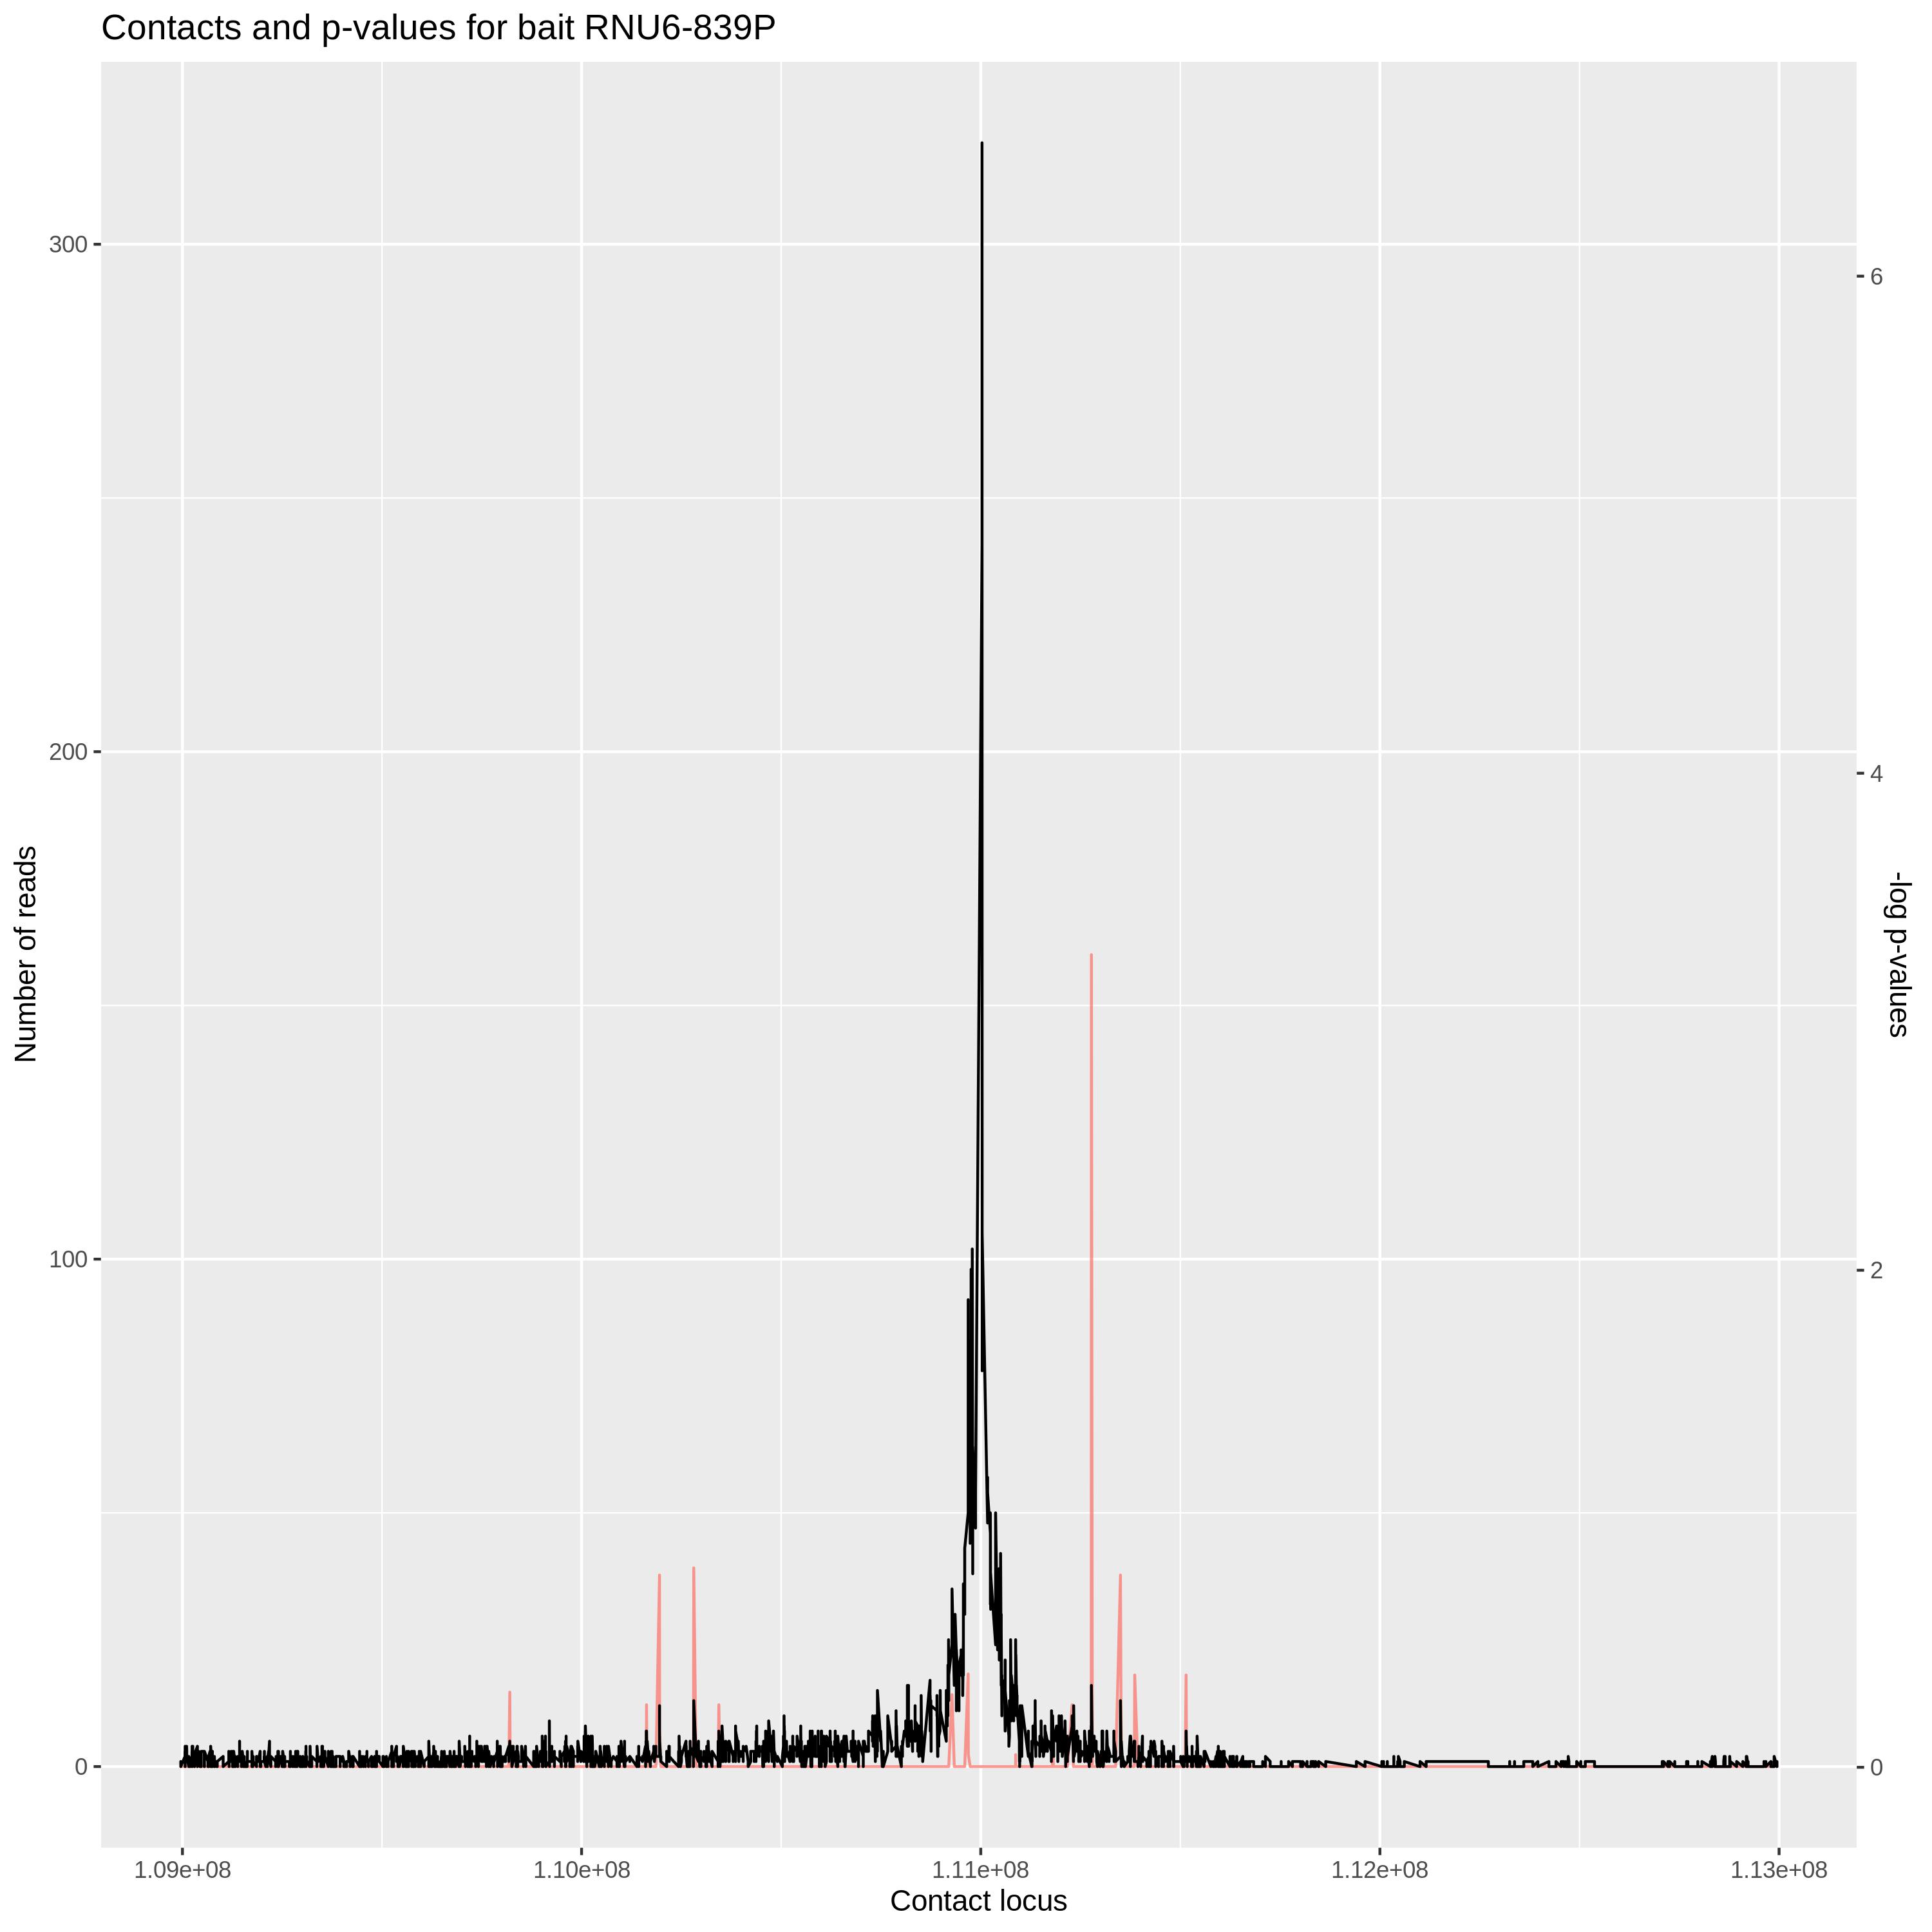 Contacts and p-values for bait RNU6-839P
300
200
100
0
6
4
2
0
Number of reads
-log p-values
1.09e+08 1.10e+08 1.11e+08 1.12e+08 1.13e+08
Contact locus